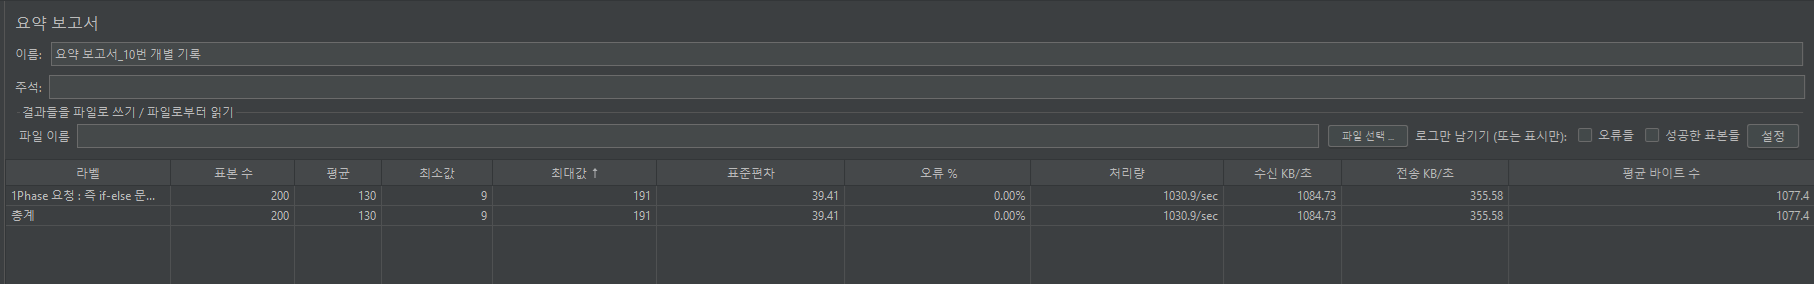 요약 보고서
이름: 요약 보고서_10번 개별 기록
주석:
결과들을 파일로 쓰기 / 파일로부터 읽기
파일 이름 파일 선택 ... 로그만 남기기 (또는 표시만): 오류들 성공한 표본들 설정
라벨 표본 수 평균 최소값 최대값 ↑ 표준편차 오류 % 처리량 수신 KB/초 전송 KB/초 평균 바이트 수
1Phase 요청 : 즉 if-else 문... 200 130 9 191 39.41 0.00% 1030.9/sec 1084.73 355.58 1077.4
총계 200 130 9 191 39.41 0.00% 1030.9/sec 1084.73 355.58 1077.4